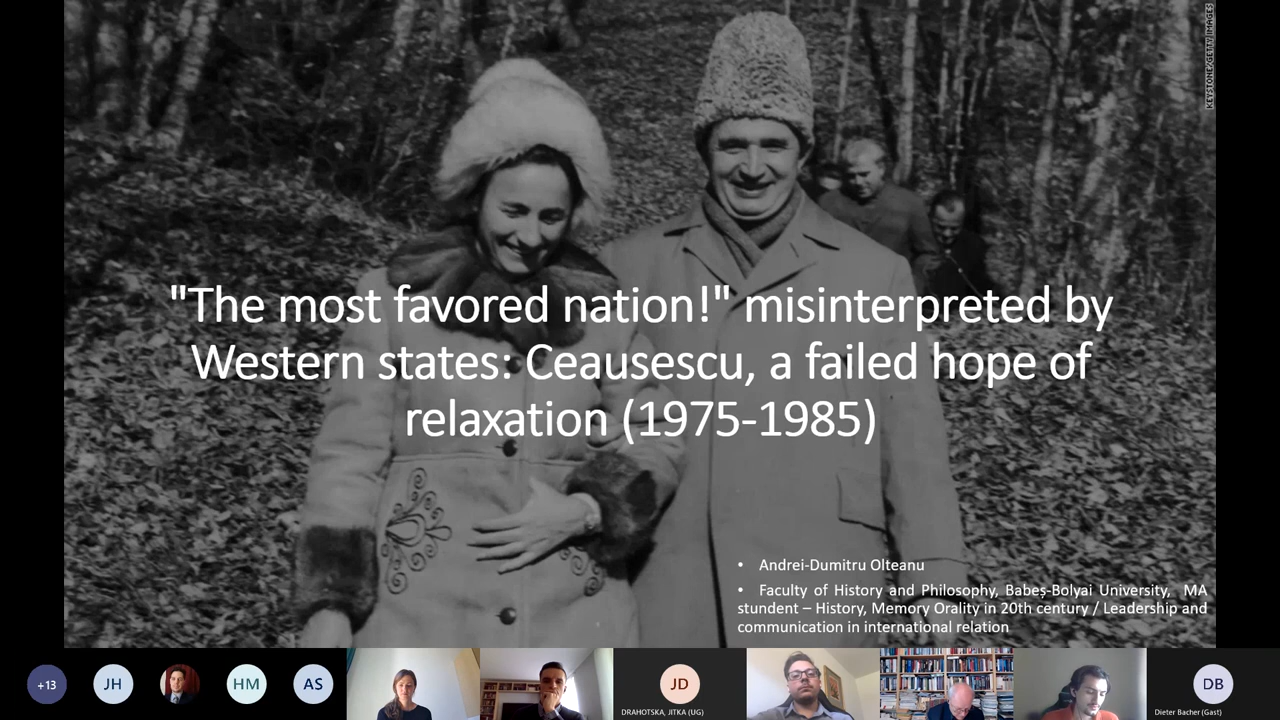 KEYSTONE/GETTY IMAGES
"The most favored nation!" misinterpreted by
Western states: Ceausescu, a failed hope of
relaxation (1975-1985)
• Andrei-Dumitru Olteanu
• Faculty of History and Philosophy, Babeș-Bolyai University, MA
stundent – History, Memory Orality in 20th century / Leadership and
communication in international relation
+13
JH
HM
AS
JD
DRAHOTSKA, JITKA (UG)
DB
Dieter Bacher (Gast)